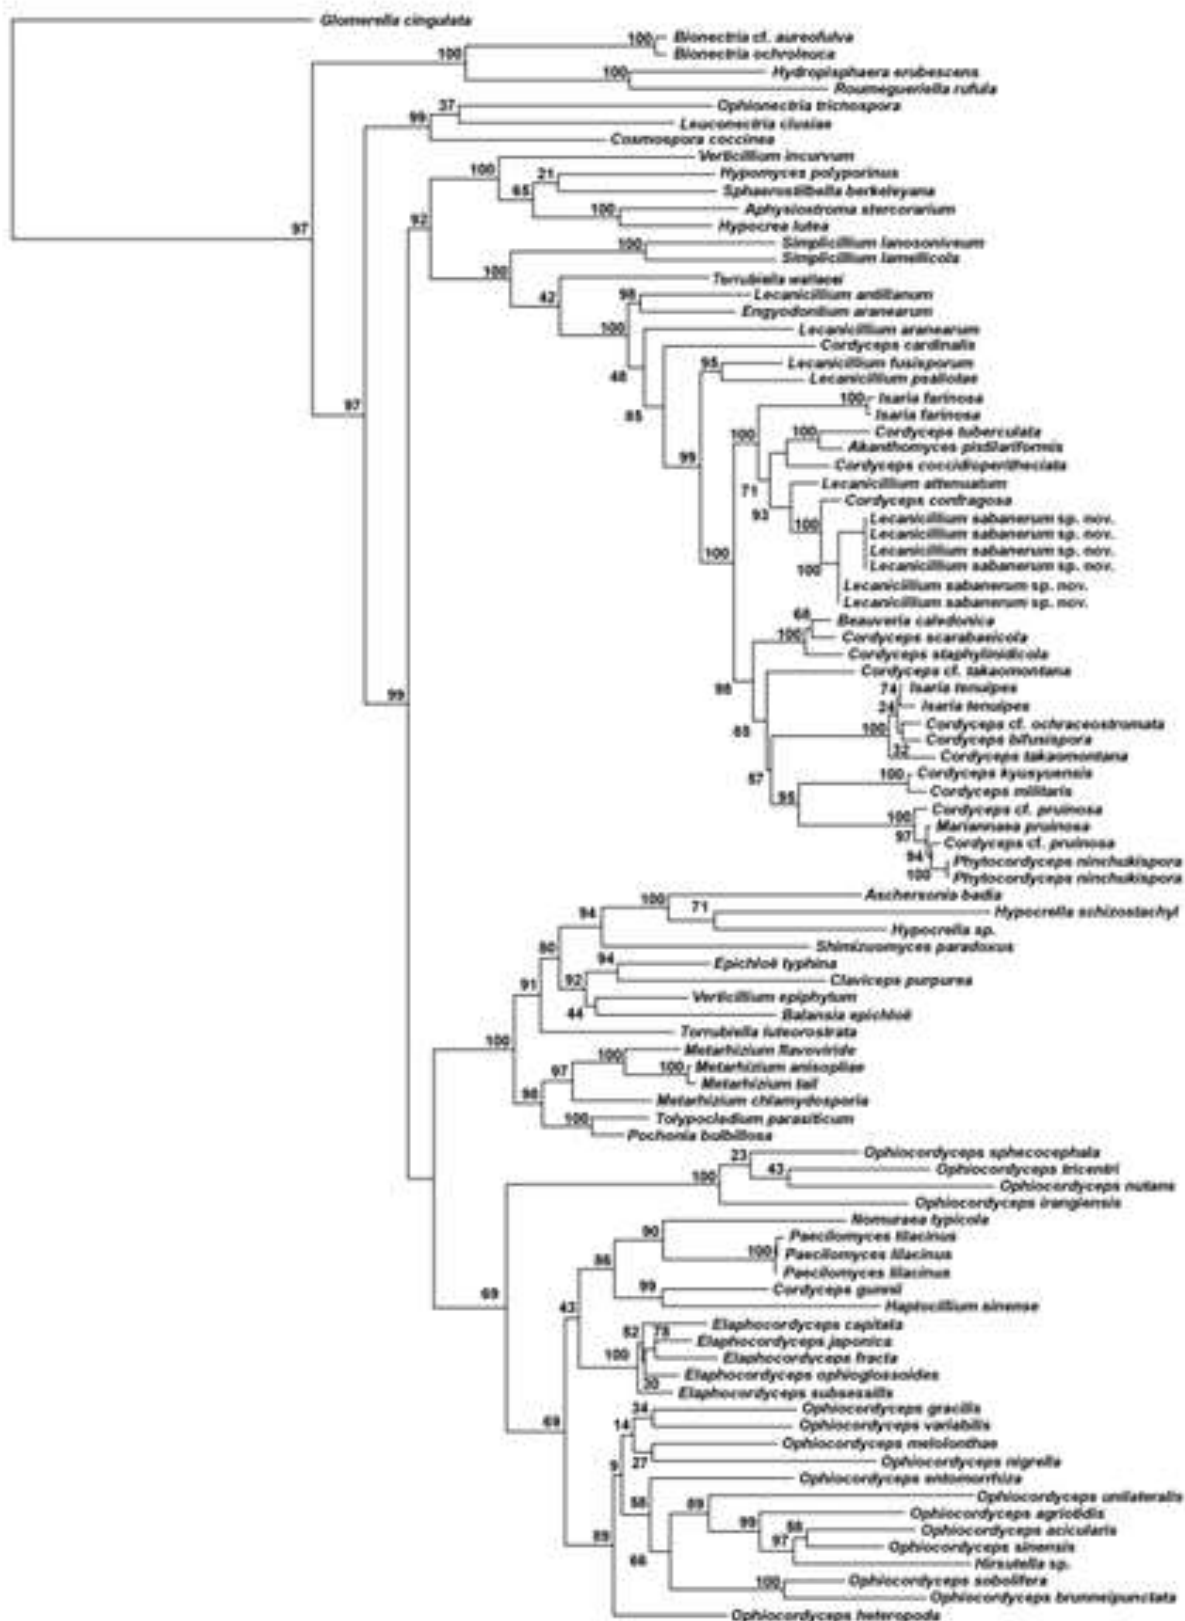 Glomerella cingulata
100 Bionectria cf. aureofulva
Bionectria ochroleuca
100
100 Hydropisphaera erubescens
Roumegueriella rufula
37 Ophionectria trichospora
99 Leuconectria clusiae
Cosmospora coccinea
Verticillium incurvum
100
21 Hypomyces polyporinus
65 Sphaerostilbella berkeleyana
100 Aphysiostroma stercorarium
92 Hypocrea lutea
97
100 Simplicillium lanosoniveum
Simplicillium lamellicola
100
Torrubiella wallacei
42
98 Lecanicillium antillanum
Engyodontium aranearum
100 Lecanicillium aranearum
Cordyceps cardinalis
95 Lecanicillium fusisporum
48 Lecanicillium psalliotae
100 Isaria farinosa
97
85 Isaria farinosa
100 100 Cordyceps tuberculata
Akanthomyces pistilariiformis
99 Cordyceps coccidioperitheciata
71 Lecanicillium attenuatum
93 Cordyceps confragosa
100 Lecanicillium sabanerum sp. nov.
Lecanicillium sabanerum sp. nov.
100 Lecanicillium sabanerum sp. nov.
100 Lecanicillium sabanerum sp. nov.
Lecanicillium sabanerum sp. nov.
Lecanicillium sabanerum sp. nov.
68 Beauveria caledonica
100 Cordyceps scarabaeicola
Cordyceps staphylinidicola
Cordyceps cf. takaomontana
98 74 Isaria tenuipes
99 24 Isaria tenuipes
65 100 Cordyceps cf. ochraceostromata
32 Cordyceps bifusispora
Cordyceps takaomontana
57 100 Cordyceps kyusyuensis
95 Cordyceps militaris
100 Cordyceps cf. pruinosa
97 Mariannaea pruinosa
94 Cordyceps cf. pruinosa
Phytocordyceps ninchukispora
100 Phytocordyceps ninchukispora
100 Aschersonia badia
94 71 Hypocrella schizostachyi
Hypocrella sp.
80 Shimizuomyces paradoxus
94 Epichloë typhina
91 92 Claviceps purpurea
Verticillium epiphytum
44 Balansia epichloë
Torrubiella luteorostrata
100
100 Metarhizium flavoviride
97 100 Metarhizium anisopliae
Metarhizium taii
98 Metarhizium chlamydosporia
100 Tolypocladium parasiticum
Pochonia bulbillosa
23 Ophiocordyceps sphecocephala
100 43 Ophiocordyceps tricentri
Ophiocordyceps nutans
Ophiocordyceps irangiensis
Nomuraea typicola
90 Paecilomyces lilacinus
86 100 Paecilomyces lilacinus
Paecilomyces lilacinus
69 99 Cordyceps gunnii
43 Haptocillium sinense
52 78 Elaphocordyceps capitata
Elaphocordyceps japonica
100 Elaphocordyceps fracta
30 Elaphocordyceps ophioglossoides
Elaphocordyceps subsessilis
69 34 Ophiocordyceps gracilis
14 Ophiocordyceps variabilis
Ophiocordyceps melolonthae
9 27 Ophiocordyceps nigrella
Ophiocordyceps entomorrhiza
58 89 Ophiocordyceps unilateralis
99 Ophiocordyceps agriotidis
89 58 Ophiocordyceps acicularis
97 Ophiocordyceps sinensis
66 Hirsutella sp.
100 Ophiocordyceps sobolifera
Ophiocordyceps brunneipunctata
Ophiocordyceps heteropoda